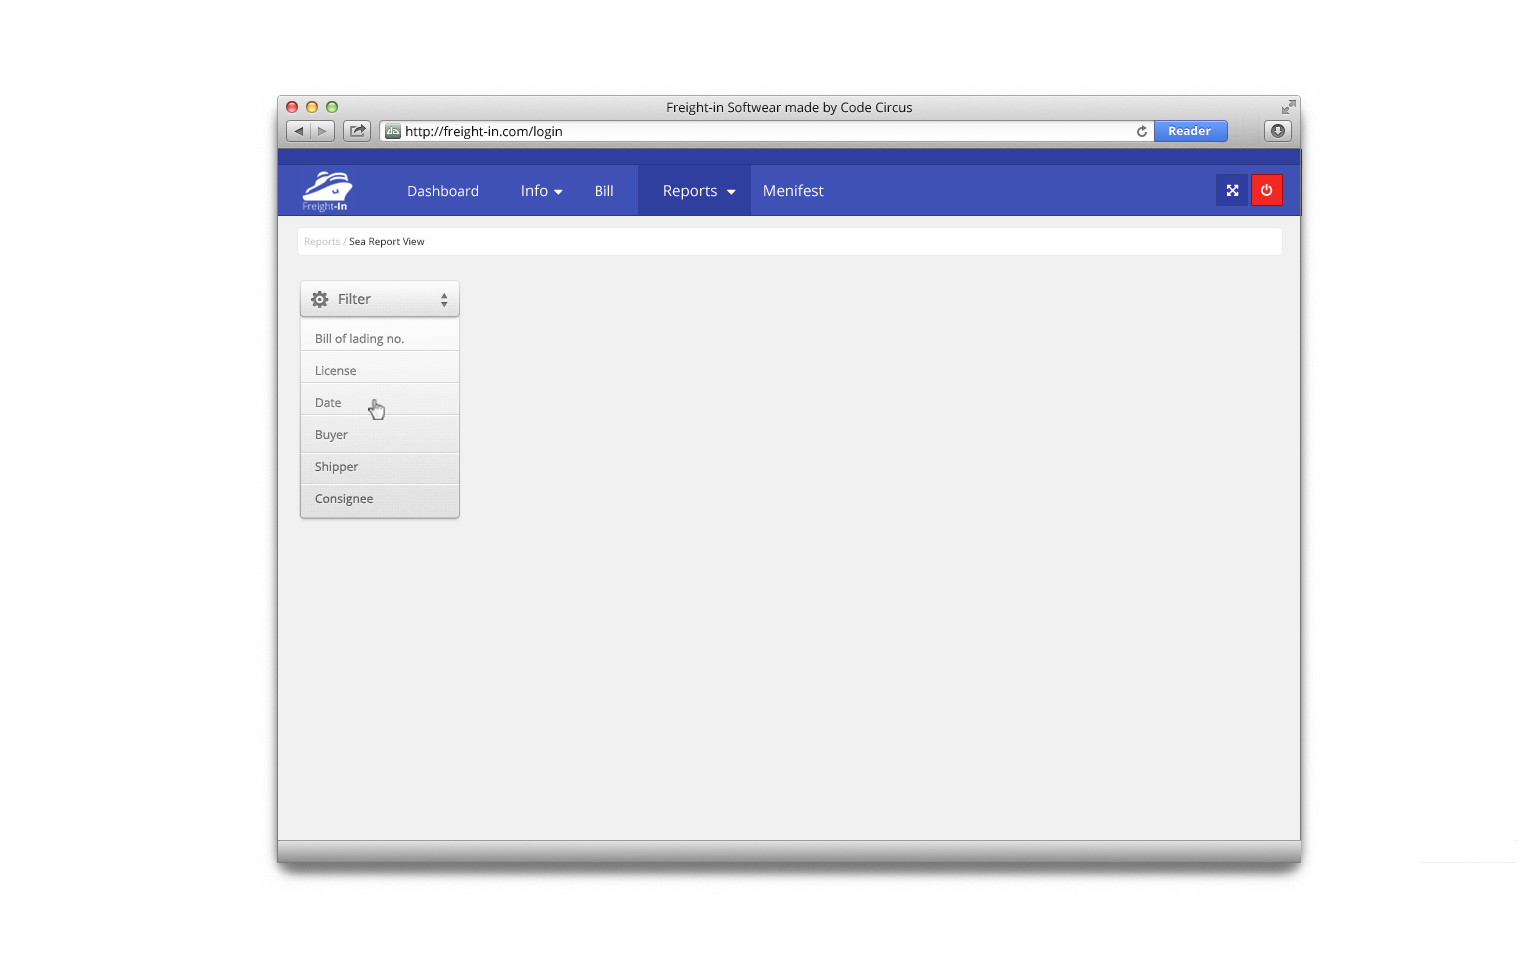 Freight-in Softwear made by Code Circus
http://freight-in.com/login
Reader
Freight-In
Dashboard
Info
Bill
Reports
Menifest
Reports / Sea Report View
Filter
Bill of lading no.
License
Date
Buyer
Shipper
Consignee